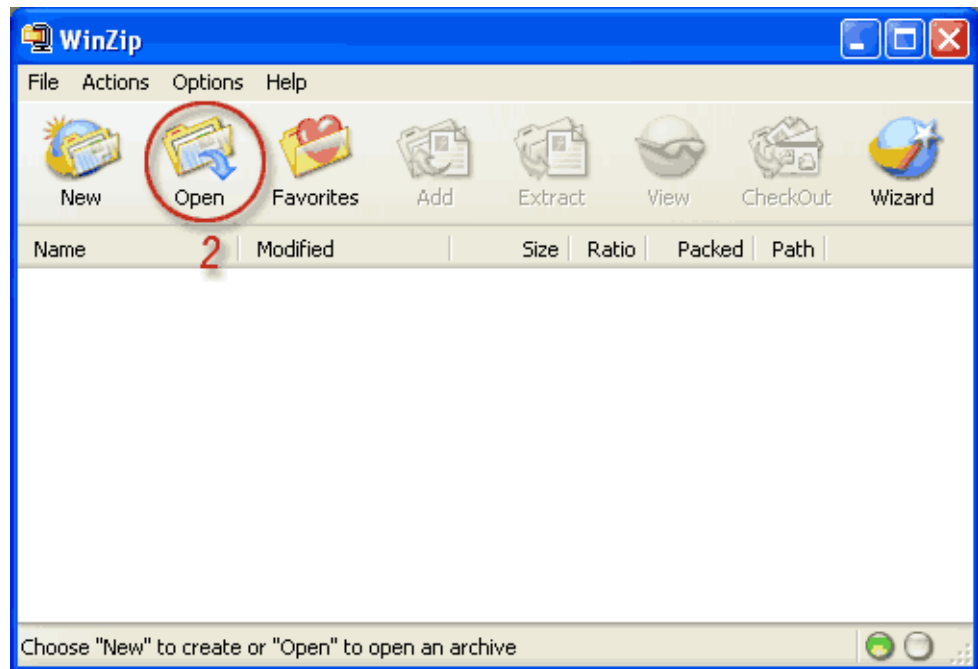 WinZip
File Actions Options Help
New Open Favorites Add Extract View CheckOut Wizard
Name 2 Modified Size Ratio Packed Path
Choose "New" to create or "Open" to open an archive